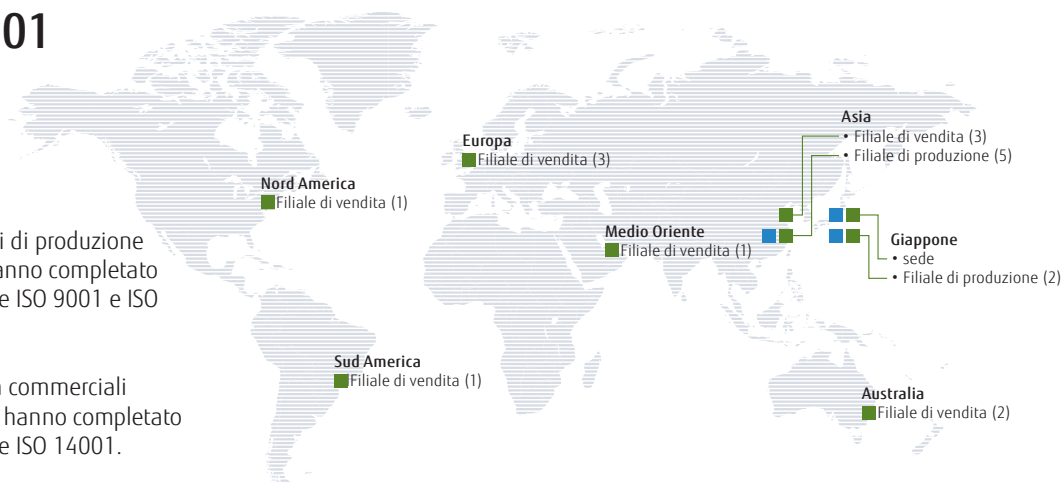 01
i di produzione
anno completato
e ISO 9001 e ISO
commerciali
hanno completato
e ISO 14001.
Nord America
Filiale di vendita (1)
Europa
Filiale di vendita (3)
Asia
• Filiale di vendita (3)
• Filiale di produzione (5)
Medio Oriente
Filiale di vendita (1)
Giappone
• sede
• Filiale di produzione (2)
Sud America
Filiale di vendita (1)
Australia
Filiale di vendita (2)